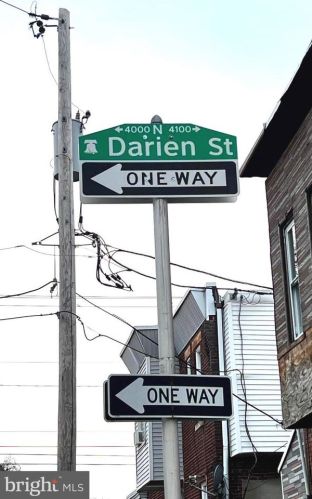 4000 N 4100
N Darien St
ONE WAY
ONE WAY
bright MLS